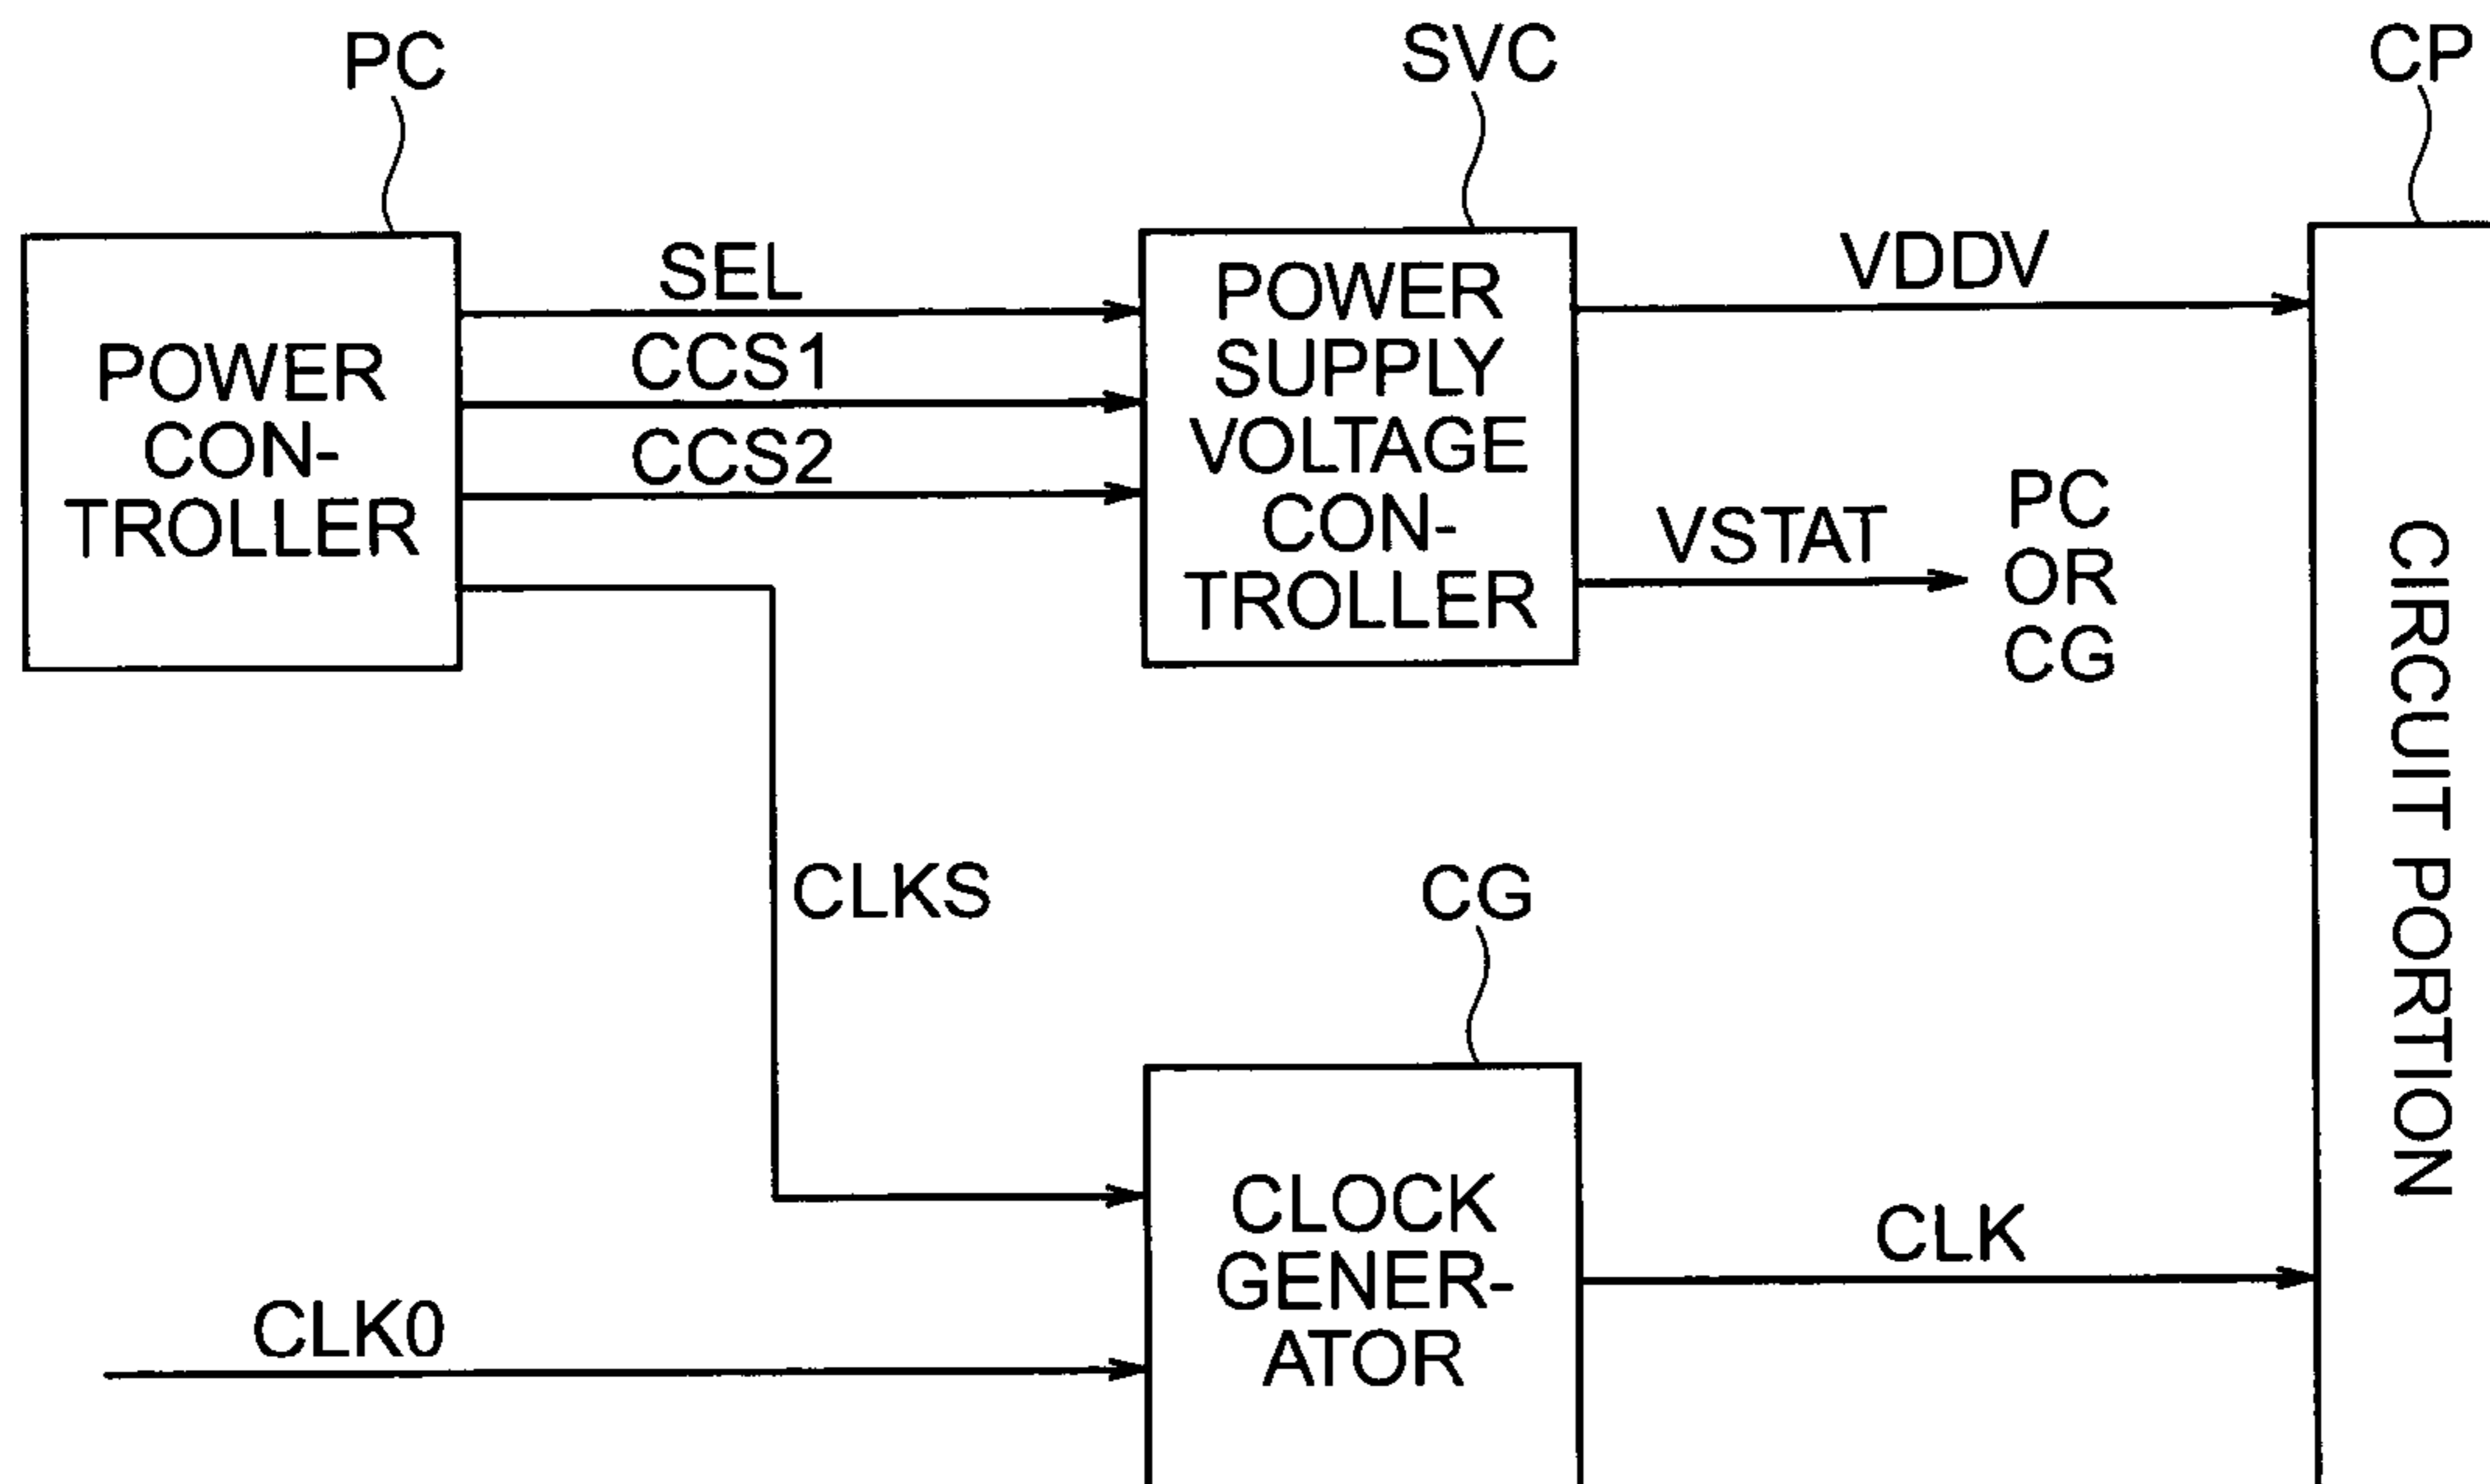 PC
SVC
CP
SEL
CCS1
CCS2
POWER
CON-
TROLLER
POWER
SUPPLY
VOLTAGE
CON-
TROLLER
VDDV
VSTAT
PC
OR
CG
CIRCUIT PORTION
CLKS
CG
CLOCK
GENER-
ATOR
CLK
CLK0